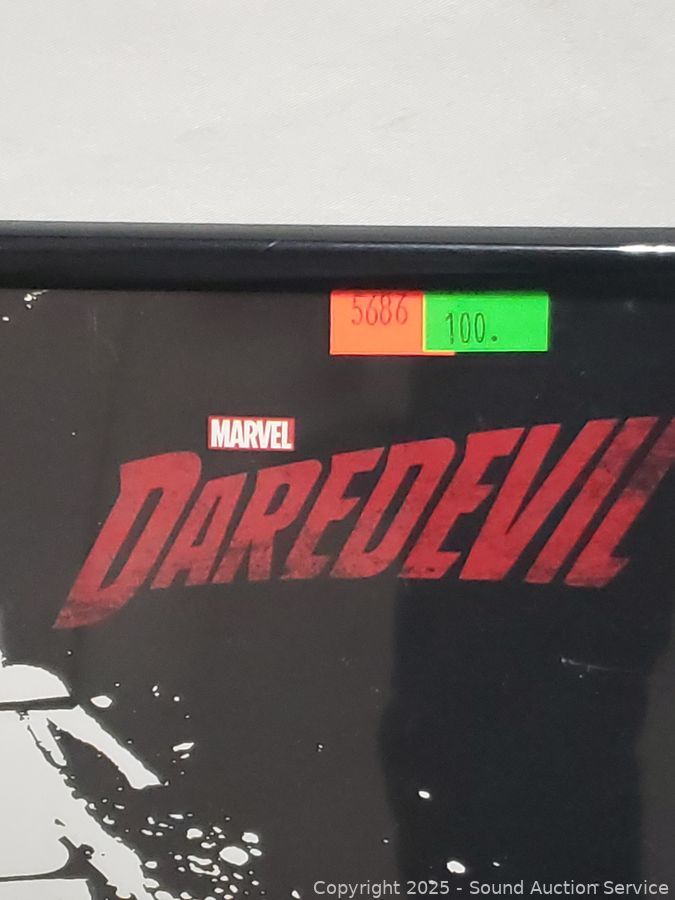 5686
100.
MARVEL
DAREDEVIL
Copyright 2025 - Sound Auction Service